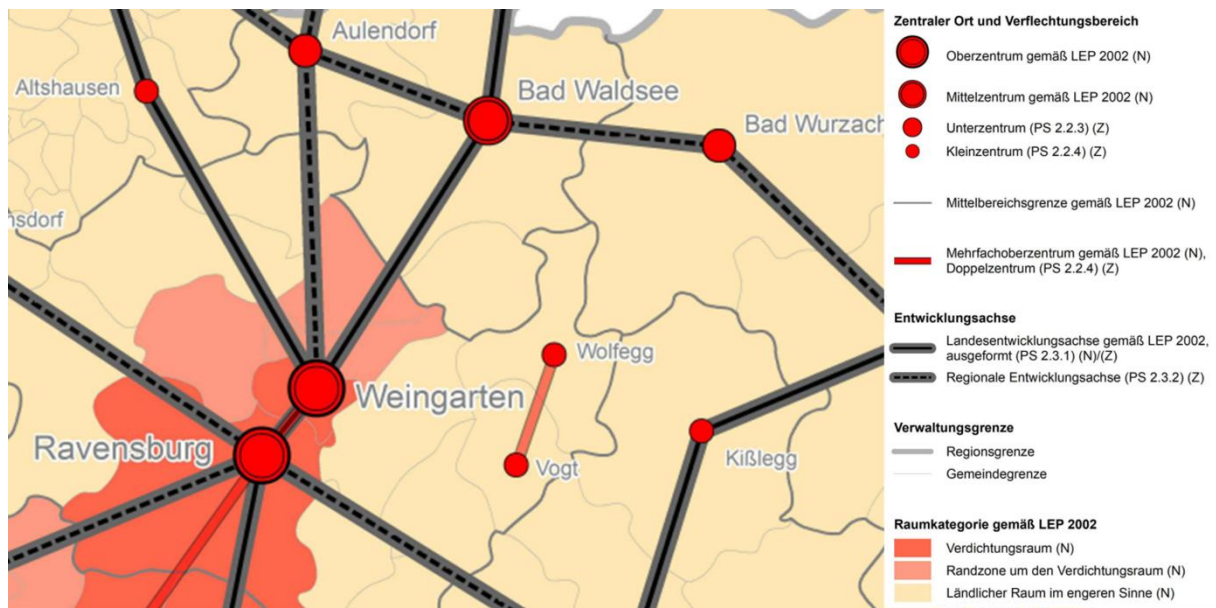 Aulendorf
Altshausen
Bad Waldsee
Bad Wurzach
nsdorf
Wolfegg
Weingarten
Ravensburg
Vogt
Kißlegg
Zentraler Ort und Verflechtungsbereich
Oberzentrum gemäß LEP 2002 (N)
Mittelzentrum gemäß LEP 2002 (N)
Unterzentrum (PS 2.2.3) (Z)
Kleinzentrum (PS 2.2.4) (Z)
Mittelbereichsgrenze gemäß LEP 2002 (N)
Mehrfachoberzentrum gemäß LEP 2002 (N),
Doppelzentrum (PS 2.2.4) (Z)
Entwicklungsachse
Landesentwicklungsachse gemäß LEP 2002,
ausgeformt (PS 2.3.1) (N)/(Z)
Regionale Entwicklungsachse (PS 2.3.2) (Z)
Verwaltungsgrenze
Regionsgrenze
Gemeindegrenze
Raumkategorie gemäß LEP 2002
Verdichtungsraum (N)
Randzone um den Verdichtungsraum (N)
Ländlicher Raum im engeren Sinne (N)